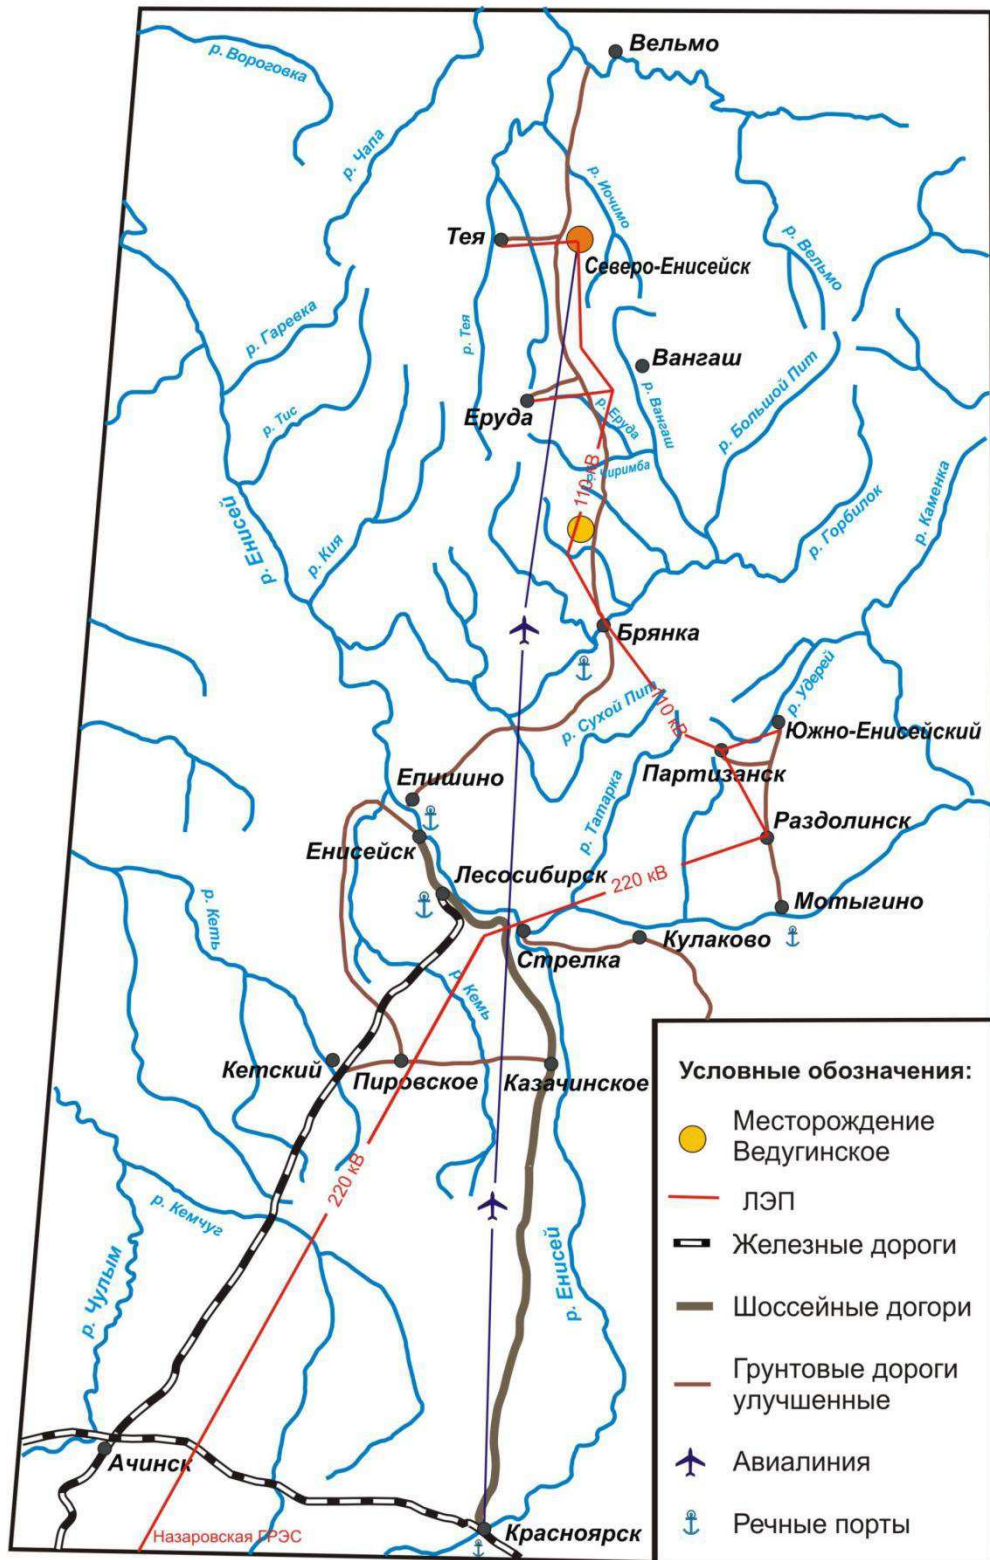 Вельмо
р. Вороговка
р. Чапа
р. Иочимо
Тея
Северо-Енисейск
р. Вельмо
р. Гаревка
р. Тея
Вангаш
р. Большой Пит
Еруда
р. Еруда
р. Вангаш
р. Тис
110 кВ
Чиримба
р. Каменка
р. Енисей
р. Кия
р. Горбилок
Брянка
р. Удерей
р. Сухой Пит
110 кВ
Южно-Енисейский
Партизанск
Епишино
р. Татарка
Раздолинск
Енисейск
Лесосибирск
220 кВ
Мотыгино
р. Кеть
Стрелка
Кулаково
р. Кемь
Кетский
Пировское
Казачинское
220 кВ
р. Кемчуг
р. Чулым
р. Енисей
Ачинск
Назаровская ГРЭС
Красноярск
Условные обозначения:
Месторождение
Ведугинское
ЛЭП
Железные дороги
Шоссейные догори
Грунтовые дороги
улучшенные
Авиалиния
Речные порты